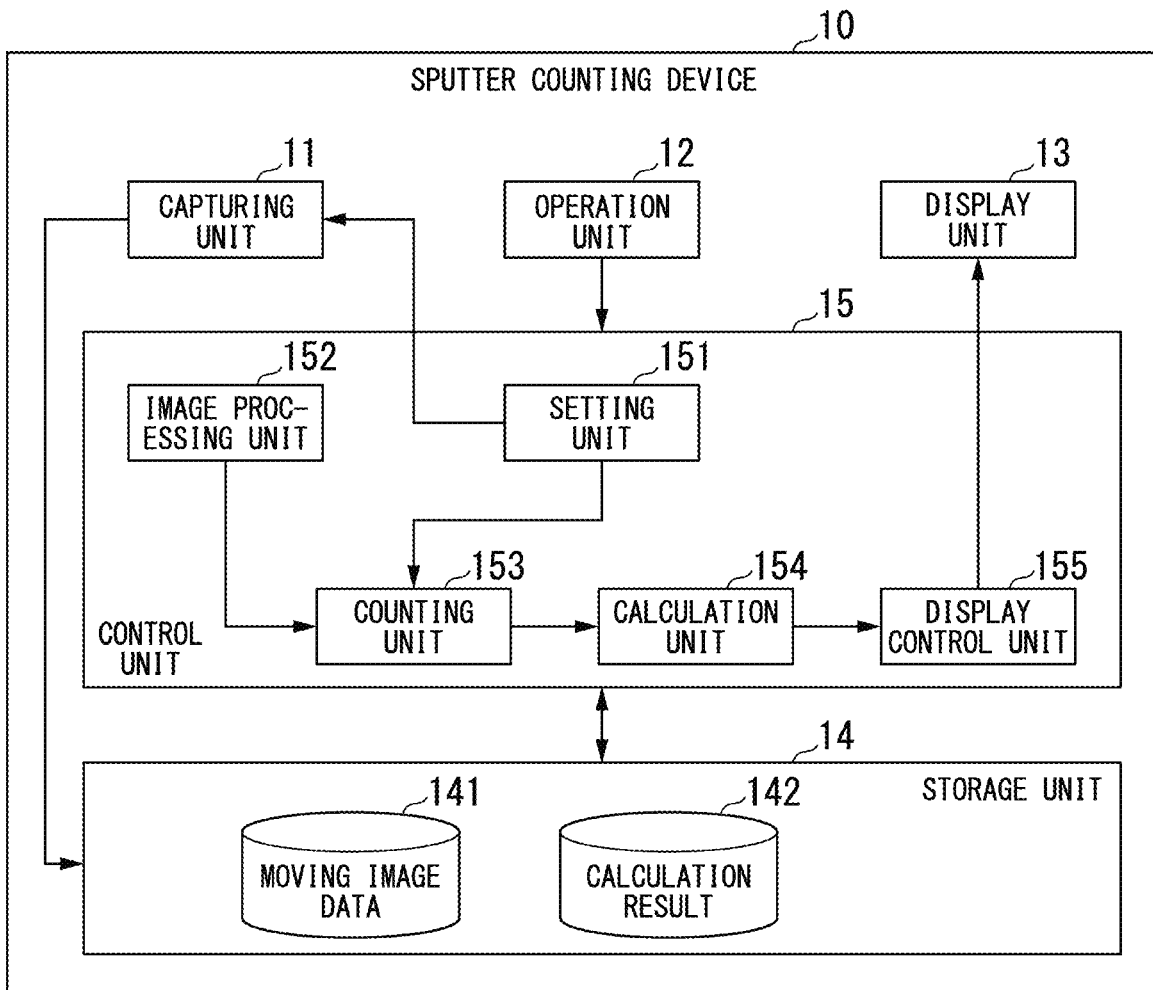 10
SPUTTER COUNTING DEVICE
11
CAPTURING
UNIT
12
OPERATION
UNIT
13
DISPLAY
UNIT
15
152
IMAGE PROC-
ESSING UNIT
151
SETTING
UNIT
153
COUNTING
UNIT
154
CALCULATION
UNIT
155
DISPLAY
CONTROL UNIT
CONTROL
UNIT
14
STORAGE UNIT
141
MOVING IMAGE
DATA
142
CALCULATION
RESULT